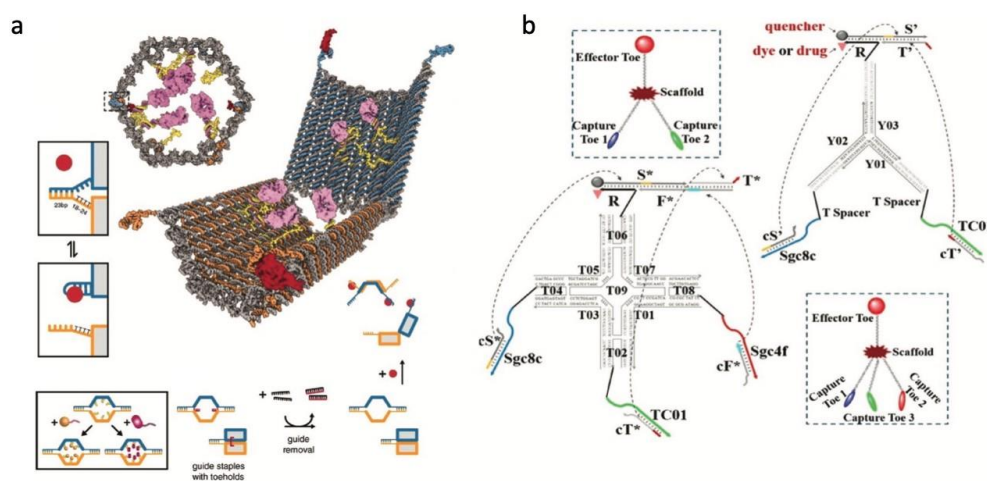 a
23bp
18-24
+
+
guide staples
with toeholds
+
guide
removal
+
b
Effector Toe
Scaffold
Capture
Toe 1
Capture
Toe 2
quencher
dye or drug
S'
R
T'
Y03
Y02
Y01
T Spacer
T Spacer
cS'
Sgc8c
TC0
cT'
S*
T*
R
F*
T06
T05
T07
T04
T09
T08
T03
T01
T02
cS*
Sgc8c
Sgc4f
cF*
TC01
cT*
Effector Toe
Scaffold
Capture
Toe 1
Capture Toe 3
Capture
Toe 2